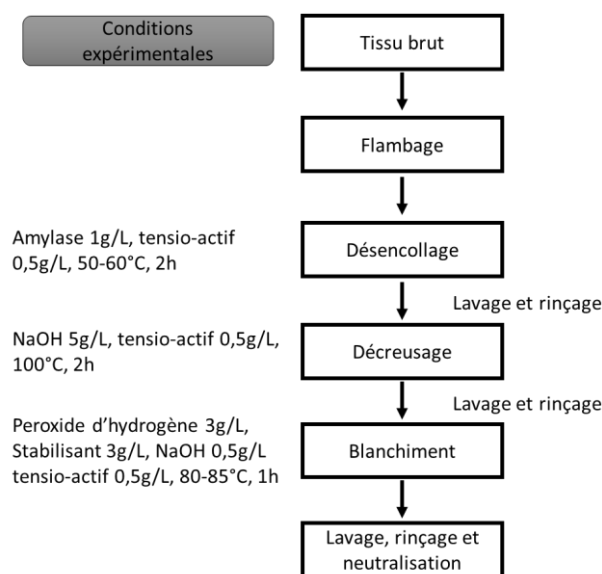 Conditions
expérimentales
Tissu brut
Flambage
Amylase 1g/L, tensio-actif
0,5g/L, 50-60°C, 2h
Désencollage
Lavage et rinçage
NaOH 5g/L, tensio-actif 0,5g/L,
100°C, 2h
Décreusage
Lavage et rinçage
Peroxide d’hydrogène 3g/L,
Stabilisant 3g/L, NaOH 0,5g/L
tensio-actif 0,5g/L, 80-85°C, 1h
Blanchiment
Lavage, rinçage et
neutralisation